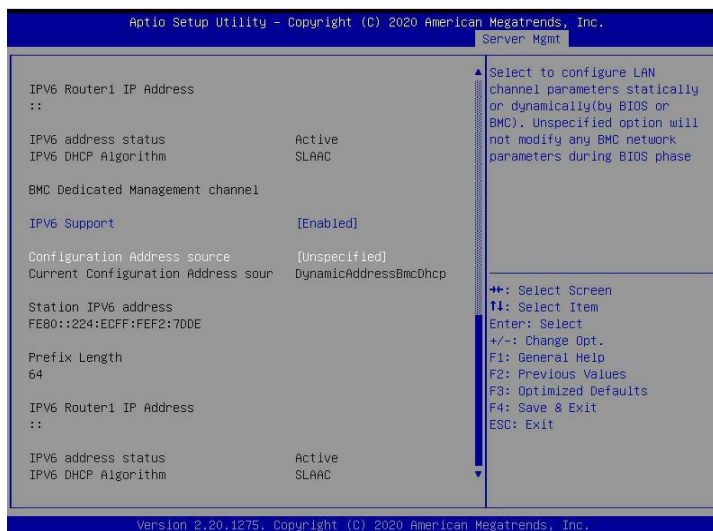 Aptio Setup Utility – Copyright (C) 2020 American Megatrends, Inc.
Server Mgmt
IPV6 Router1 IP Address
::
IPV6 address status Active
IPV6 DHCP Algorithm SLAAC
BMC Dedicated Management channel
IPV6 Support [Enabled]
Configuration Address source [Unspecified]
Current Configuration Address sour DynamicAddressBmcDhcp
Station IPV6 address
FE80::224:ECFF:FEF2:7DDE
Prefix Length
64
IPV6 Router1 IP Address
::
IPV6 address status Active
IPV6 DHCP Algorithm SLAAC
Select to configure LAN
channel parameters statically
or dynamically(by BIOS or
BMC). Unspecified option will
not modify any BMC network
parameters during BIOS phase
→←: Select Screen
↑↓: Select Item
Enter: Select
+/-: Change Opt.
F1: General Help
F2: Previous Values
F3: Optimized Defaults
F4: Save & Exit
ESC: Exit
Version 2.20.1275. Copyright (C) 2020 American Megatrends, Inc.